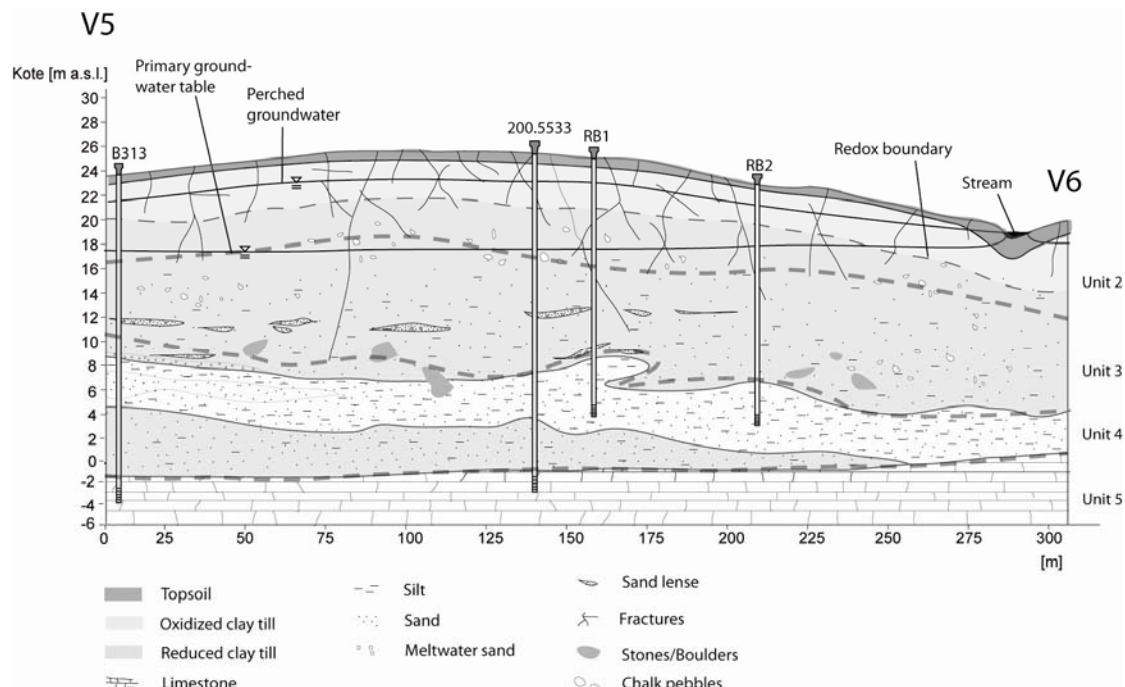 V5
Kote [m a.s.l.]
Primary ground-
water table
Perched
groundwater
B313
200.5533
RB1
RB2
Redox boundary
Stream
V6
30
28
26
24
22
20
18
16
14
12
10
8
6
4
2
0
-2
-4
-6
Unit 2
Unit 3
Unit 4
Unit 5
0 25 50 75 100 125 150 175 200 225 250 275 300
[m]
Topsoil
Oxidized clay till
Reduced clay till
Limestone
Silt
Sand
Meltwater sand
Sand lense
Fractures
Stones/Boulders
Chalk pebbles